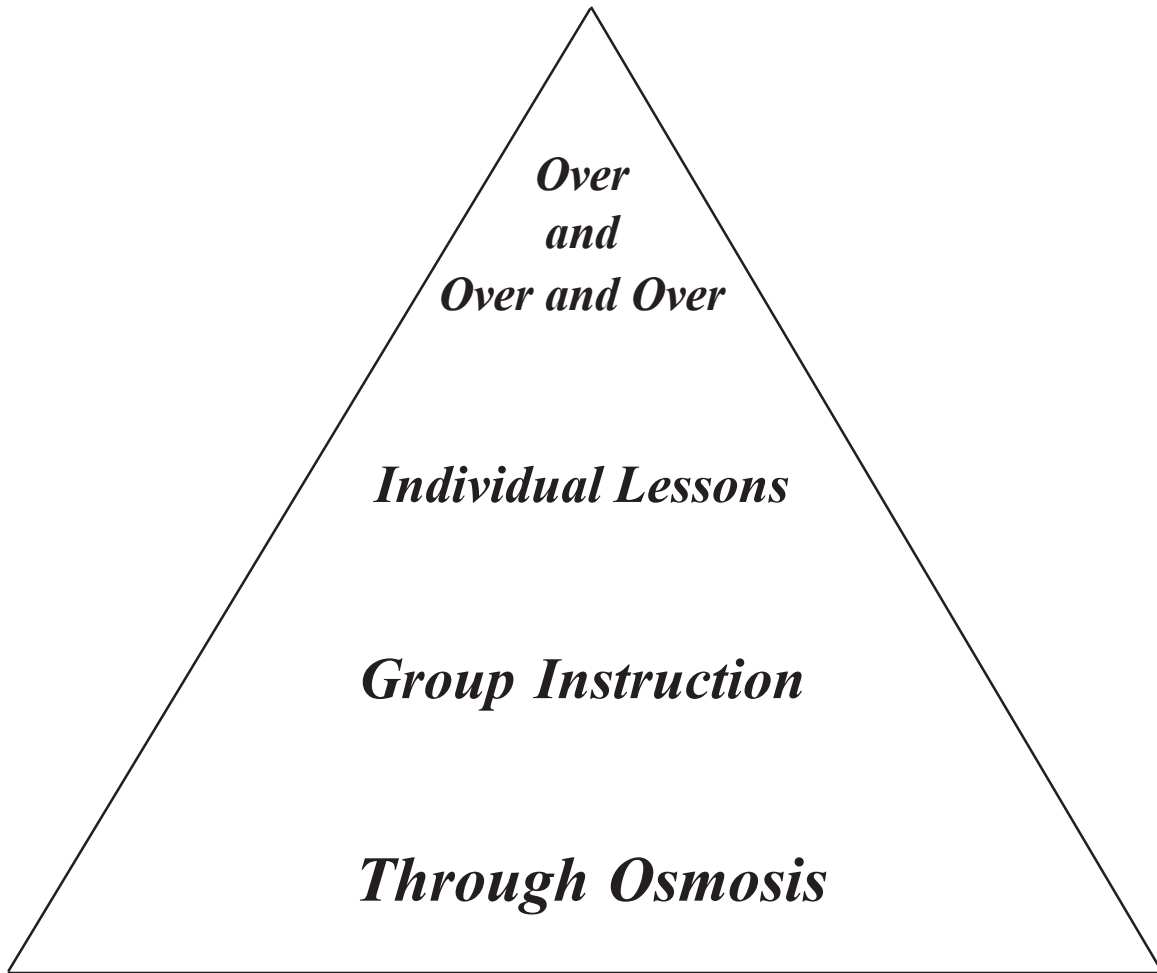 Over
and
Over and Over
Individual Lessons
Group Instruction
Through Osmosis